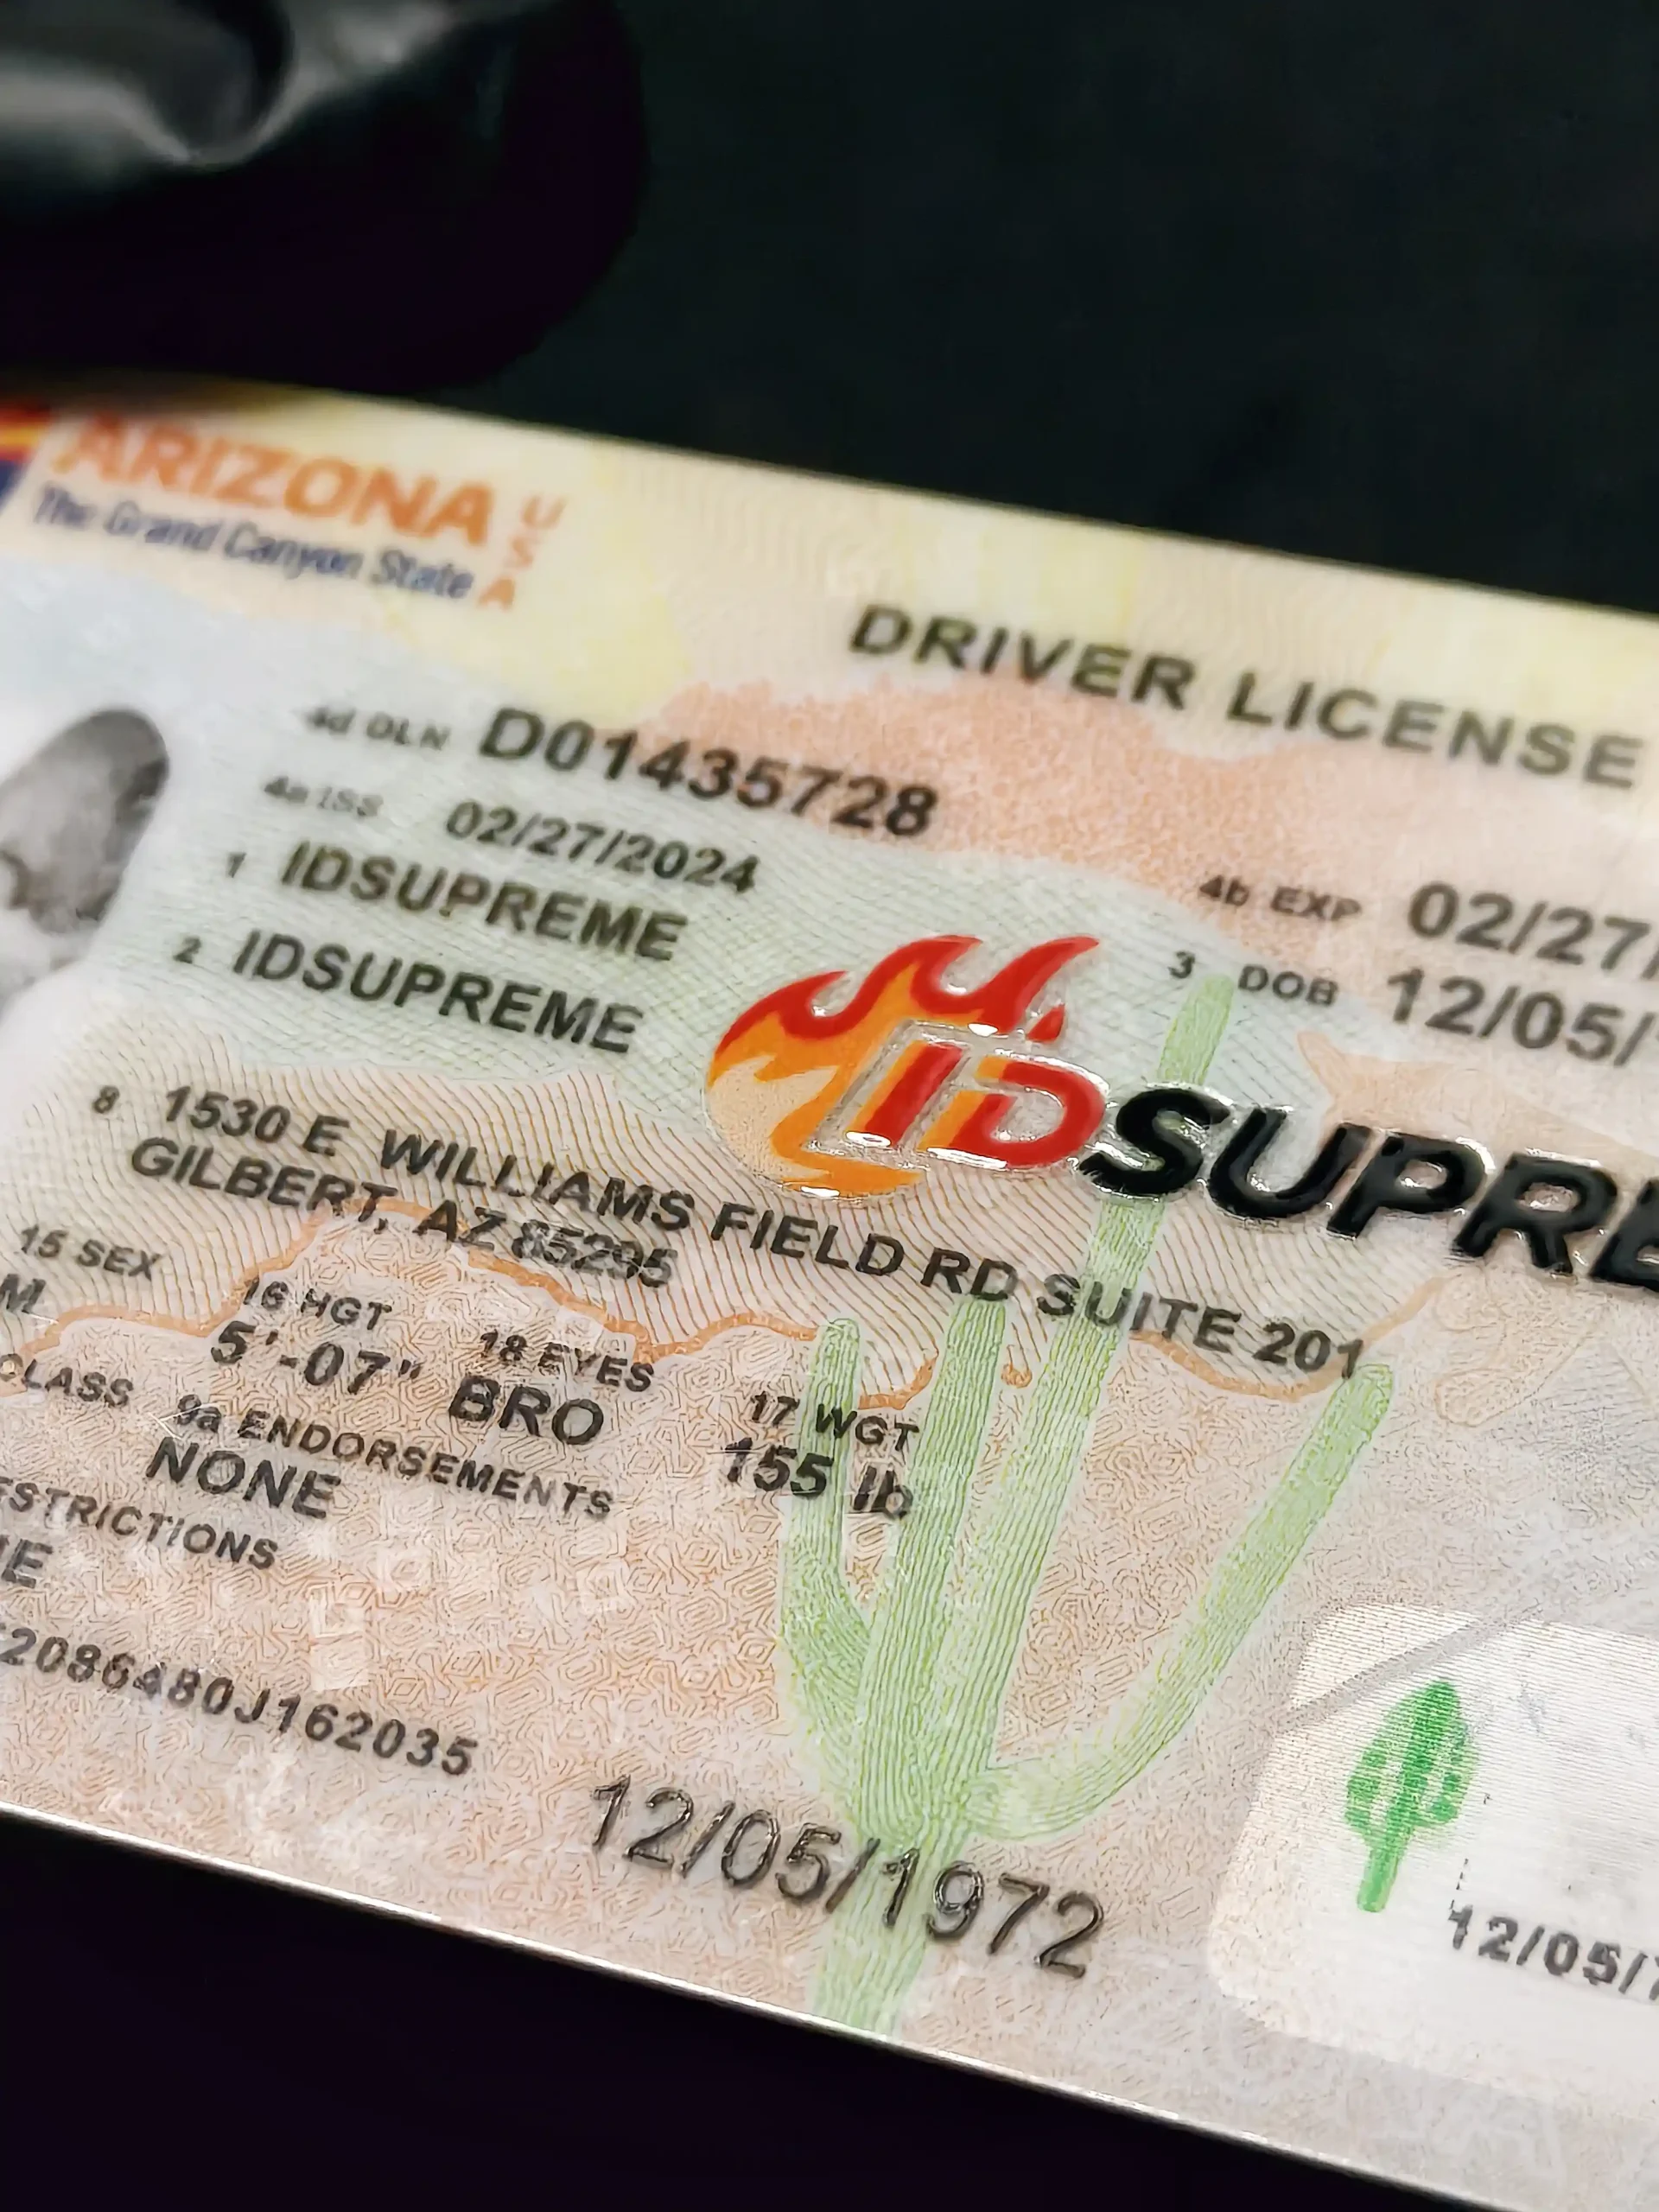 ARIZONA USA
The Grand Canyon State
DRIVER LICENSE
4d DLN D01435728
4a ISS 02/27/2024
4b EXP 02/27/
1 IDSUPREME
3 DOB 12/05/
2 IDSUPREME
IDSUPRE
8 1530 E WILLIAMS FIELD RD SUITE 201
GILBERT, AZ 85295
15 SEX
M
16 HGT
5'-07"
18 EYES
BRO
17 WGT
155 lb
CLASS
9a ENDORSEMENTS
NONE
ESTRICTIONS
NE
2086480J162035
12/05/1972
12/05/